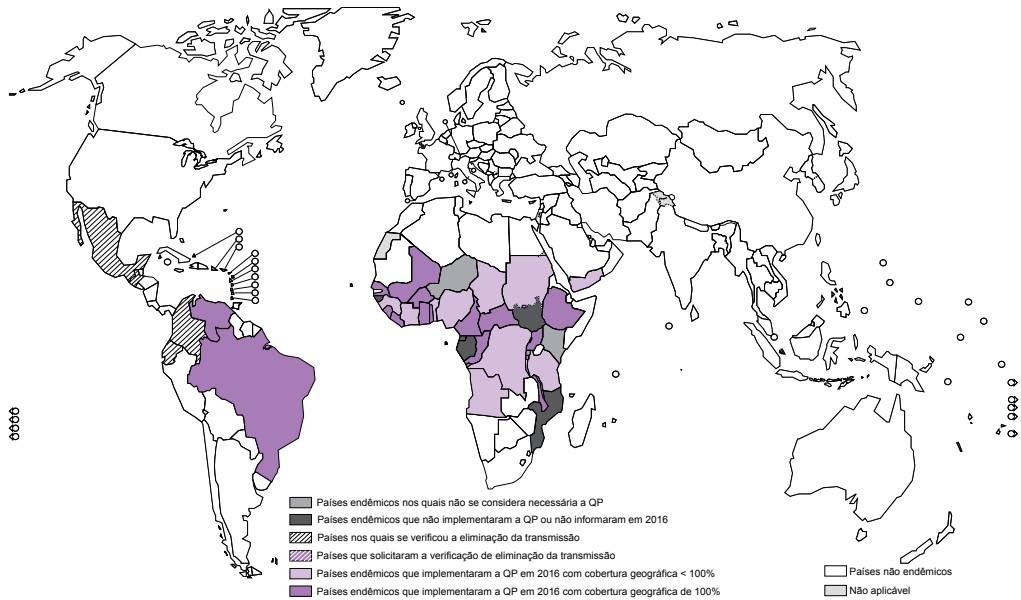 Países endêmicos nos quais não se considera necessária a QP
Países endêmicos que não implementaram a QP ou não informaram em 2016
Países nos quais se verificou a eliminação da transmissão
Países que solicitaram a verificação de eliminação da transmissão
Países endêmicos que implementaram a QP em 2016 com cobertura geográfica < 100%
Países endêmicos que implementaram a QP em 2016 com cobertura geográfica de 100%
Países não endêmicos
Não aplicável